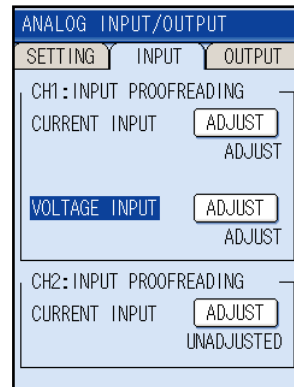 ANALOG INPUT/OUTPUT
SETTING INPUT OUTPUT
CH1:INPUT PROOFREADING
CURRENT INPUT ADJUST
ADJUST
VOLTAGE INPUT ADJUST
ADJUST
CH2:INPUT PROOFREADING
CURRENT INPUT ADJUST
UNADJUSTED